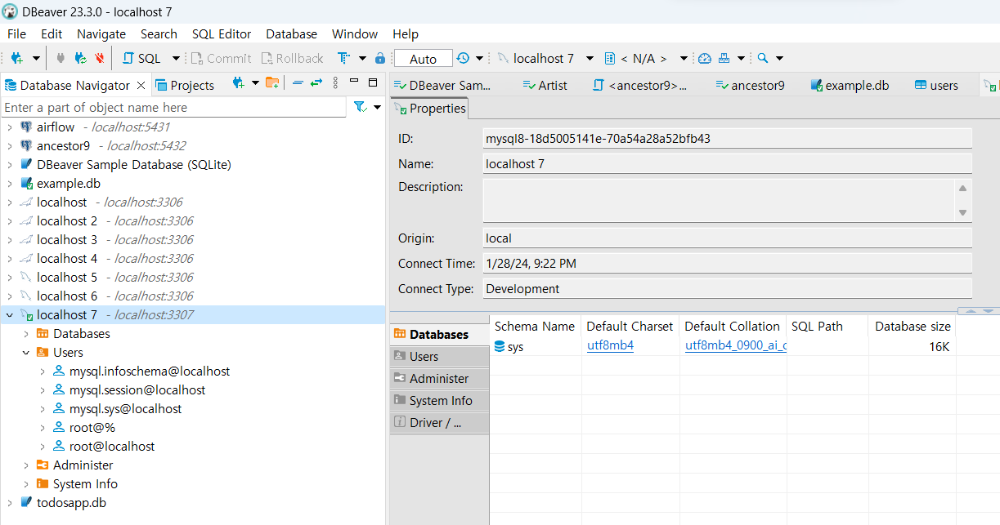 DBeaver 23.3.0 - localhost 7
File Edit Navigate Search SQL Editor Database Window Help
SQL Commit Rollback Auto localhost 7 < N/A >
Database Navigator Projects
Enter a part of object name here
airflow - localhost:5431
ancestor9 - localhost:5432
DBeaver Sample Database (SQLite)
example.db
localhost - localhost:3306
localhost 2 - localhost:3306
localhost 3 - localhost:3306
localhost 4 - localhost:3306
localhost 5 - localhost:3306
localhost 6 - localhost:3306
localhost 7 - localhost:3307
Databases
Users
mysql.infoschema@localhost
mysql.session@localhost
mysql.sys@localhost
root@%
root@localhost
Administer
System Info
todosapp.db
DBeaver Sam... Artist <ancestor9>... ancestor9 example.db users
Properties
ID: mysql8-18d5005141e-70a54a28a52bfb43
Name: localhost 7
Description:
Origin: local
Connect Time: 1/28/24, 9:22 PM
Connect Type: Development
Databases
Users
Administer
System Info
Driver / ...
Schema Name Default Charset Default Collation SQL Path Database size
sys utf8mb4 utf8mb4_0900_ai_c 16K